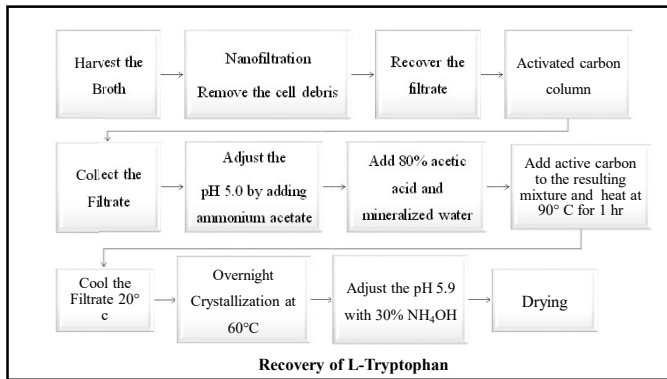 Harvest the
Broth
Nanofiltration
Remove the cell debris
Recover the
filtrate
Activated carbon
column
Collect the
Filtrate
Adjust the
pH 5.0 by adding
ammonium acetate
Add 80% acetic
acid and
mineralized water
Add active carbon
to the resulting
mixture and heat at
90° C for 1 hr
Cool the
Filtrate 20°
c
Overnight
Crystallization at
60°C
Adjust the pH 5.9
with 30% NH₄OH
Drying
Recovery of L-Tryptophan